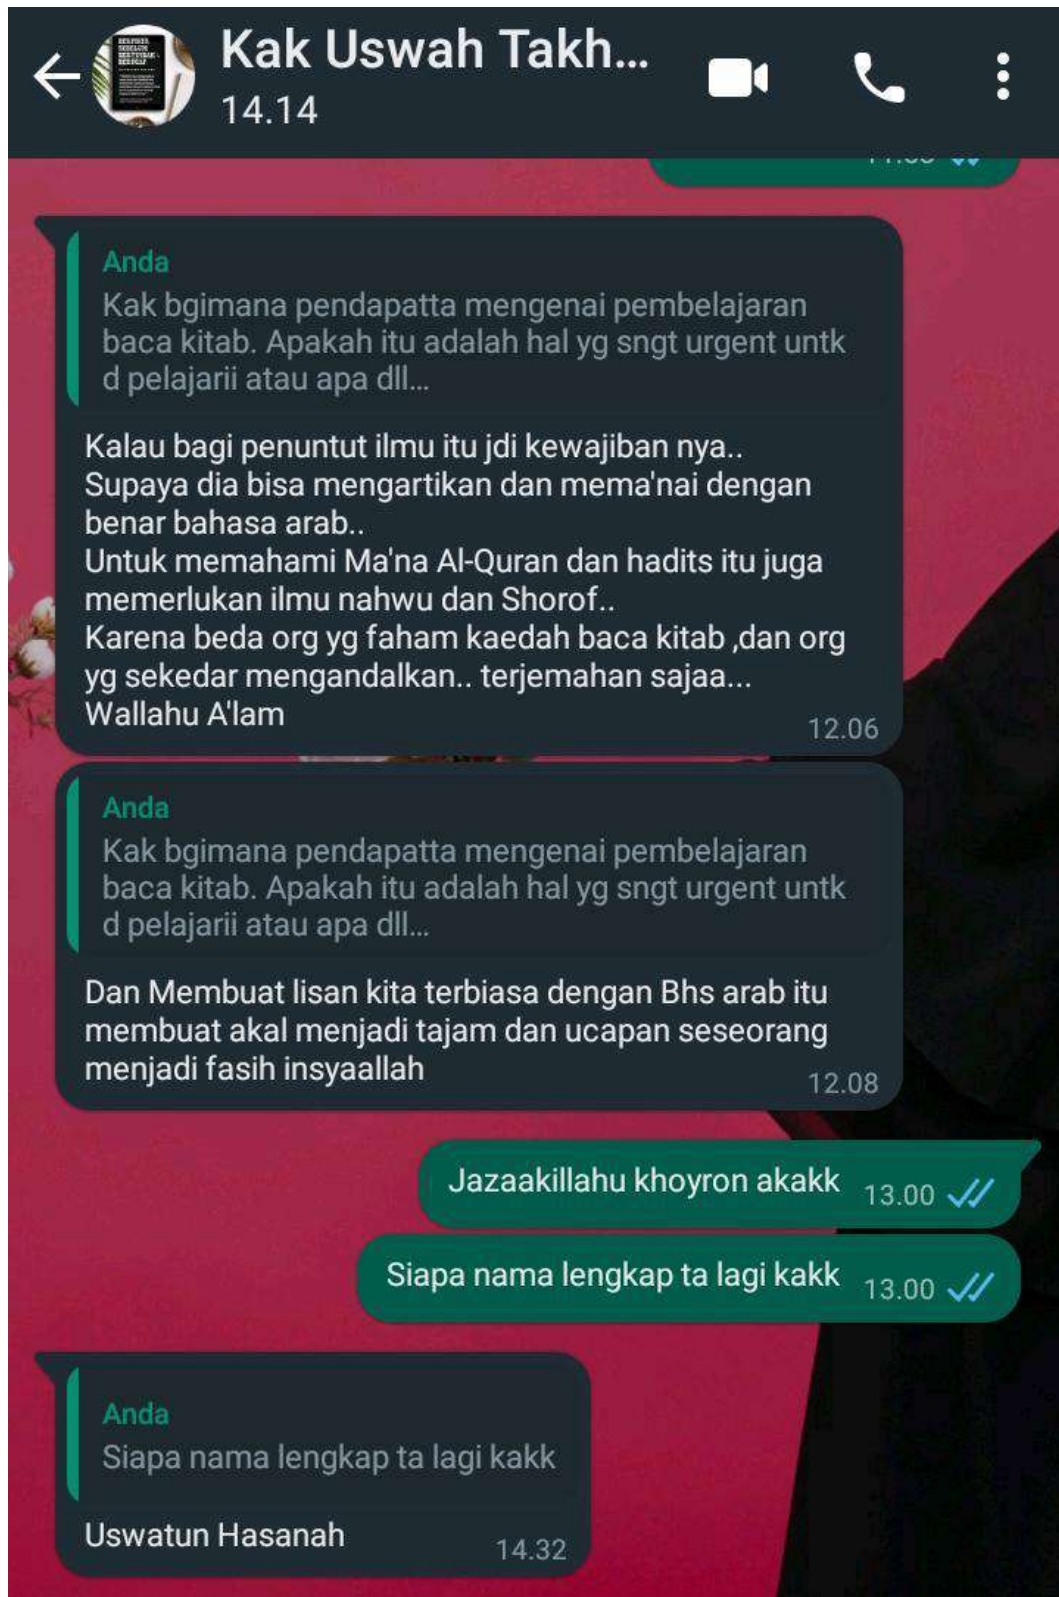 Kak Uswah Takh...
14.14
Anda
Kak bgimana pendapatta mengenai pembelajaran
baca kitab. Apakah itu adalah hal yg sngt urgent untk
d pelajarii atau apa dll...
Kalau bagi penuntut ilmu itu jdi kewajiban nya..
Supaya dia bisa mengartikan dan mema'nai dengan
benar bahasa arab..
Untuk memahami Ma'na Al-Quran dan hadits itu juga
memerlukan ilmu nahwu dan Shorof..
Karena beda org yg faham kaedah baca kitab ,dan org
yg sekedar mengandalkan.. terjemahan sajaa...
Wallahu A'lam
12.06
Anda
Kak bgimana pendapatta mengenai pembelajaran
baca kitab. Apakah itu adalah hal yg sngt urgent untk
d pelajarii atau apa dll...
Dan Membuat lisan kita terbiasa dengan Bhs arab itu
membuat akal menjadi tajam dan ucapan seseorang
menjadi fasih insyaallah
12.08
Jazaakillahu khoyron akakk 13.00
Siapa nama lengkap ta lagi kakk 13.00
Anda
Siapa nama lengkap ta lagi kakk
Uswatun Hasanah
14.32